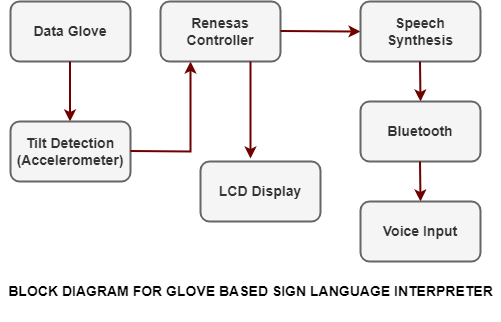 Data Glove
Renesas
Controller
Speech
Synthesis
Tilt Detection
(Accelerometer)
Bluetooth
LCD Display
Voice Input
BLOCK DIAGRAM FOR GLOVE BASED SIGN LANGUAGE INTERPRETER